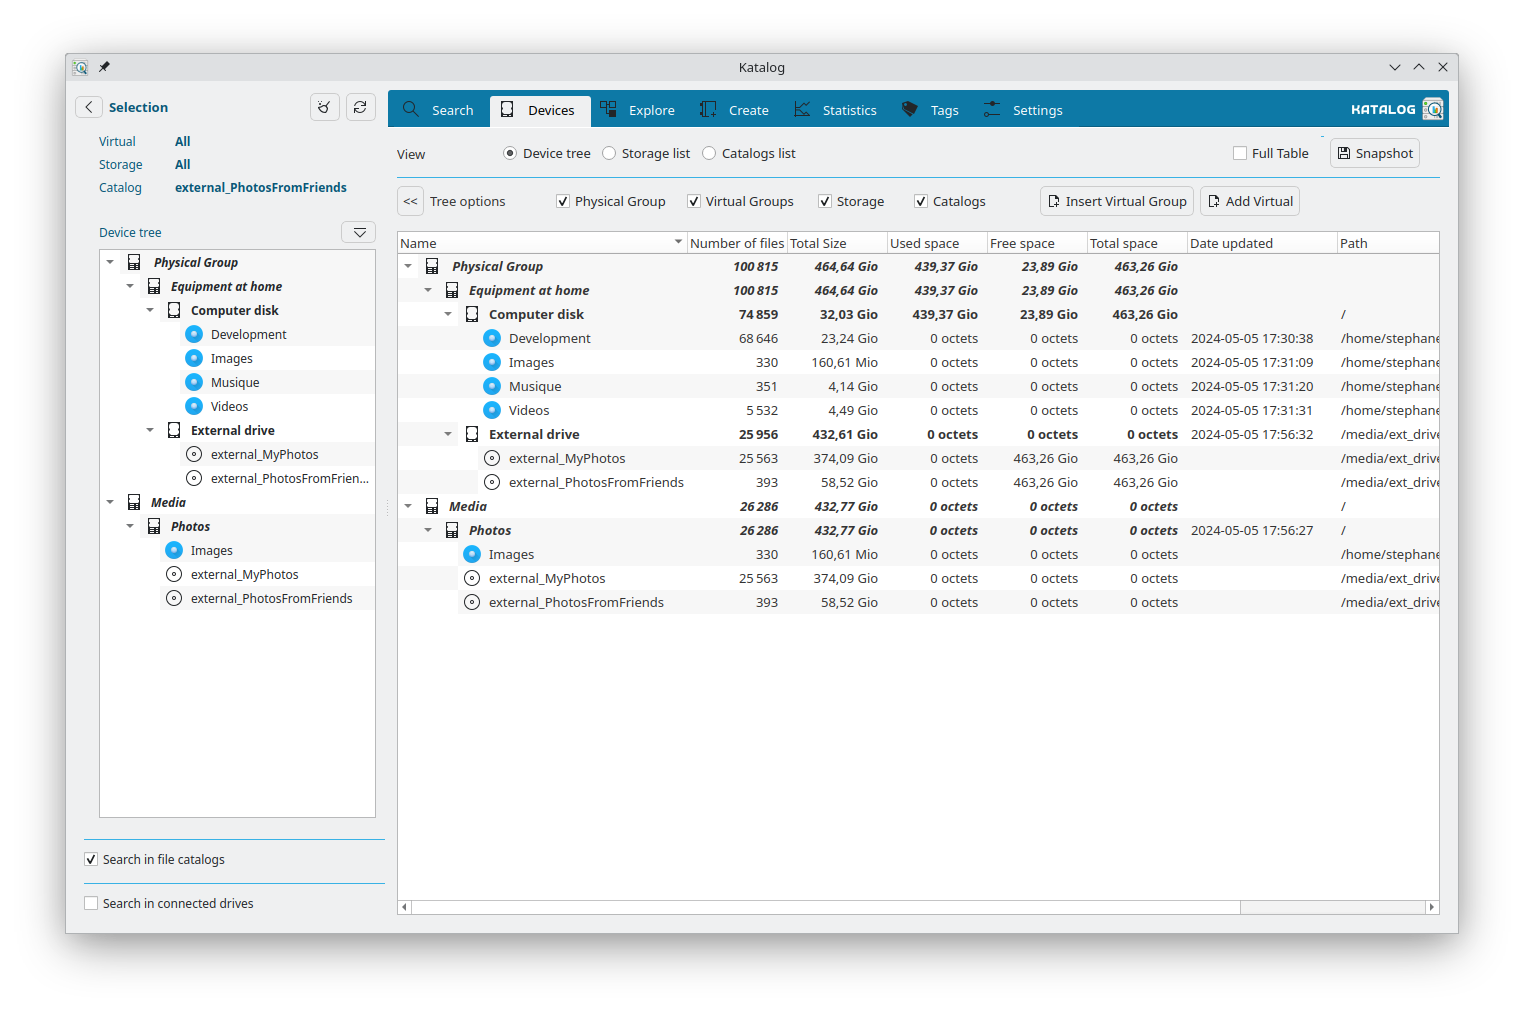 Katalog
Selection
Virtual All
Storage All
Catalog external_PhotosFromFriends
Device tree
Physical Group
Equipment at home
Computer disk
Development
Images
Musique
Videos
External drive
external_MyPhotos
external_PhotosFromFrien...
Media
Photos
Images
external_MyPhotos
external_PhotosFromFriends
Search in file catalogs
Search in connected drives
Search Devices Explore Create Statistics Tags Settings KATALOG
View Device tree Storage list Catalogs list Full Table Snapshot
<< Tree options Physical Group Virtual Groups Storage Catalogs Insert Virtual Group Add Virtual
Name Number of files Total Size Used space Free space Total space Date updated Path
Physical Group 100 815 464,64 Gio 439,37 Gio 23,89 Gio 463,26 Gio
Equipment at home 100 815 464,64 Gio 439,37 Gio 23,89 Gio 463,26 Gio
Computer disk 74 859 32,03 Gio 439,37 Gio 23,89 Gio 463,26 Gio /
Development 68 646 23,24 Gio 0 octets 0 octets 0 octets 2024-05-05 17:30:38 /home/stephane
Images 330 160,61 Mio 0 octets 0 octets 0 octets 2024-05-05 17:31:09 /home/stephane
Musique 351 4,14 Gio 0 octets 0 octets 0 octets 2024-05-05 17:31:20 /home/stephane
Videos 5 532 4,49 Gio 0 octets 0 octets 0 octets 2024-05-05 17:31:31 /home/stephane
External drive 25 956 432,61 Gio 0 octets 0 octets 0 octets 2024-05-05 17:56:32 /media/ext_drive
external_MyPhotos 25 563 374,09 Gio 0 octets 463,26 Gio 463,26 Gio /media/ext_drive
external_PhotosFromFriends 393 58,52 Gio 0 octets 463,26 Gio 463,26 Gio /media/ext_drive
Media 26 286 432,77 Gio 0 octets 0 octets 0 octets /
Photos 26 286 432,77 Gio 0 octets 0 octets 0 octets 2024-05-05 17:56:27 /
Images 330 160,61 Mio 0 octets 0 octets 0 octets /home/stephane
external_MyPhotos 25 563 374,09 Gio 0 octets 0 octets 0 octets /media/ext_drive
external_PhotosFromFriends 393 58,52 Gio 0 octets 0 octets 0 octets /media/ext_drive